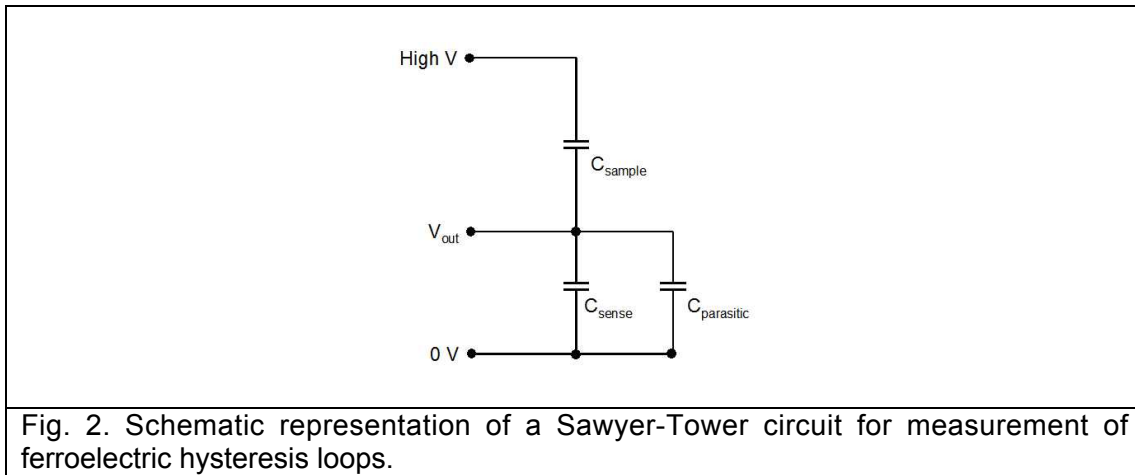 High V
C_sample
V_out
C_sense
C_parasitic
0 V
Fig. 2. Schematic representation of a Sawyer-Tower circuit for measurement of
ferroelectric hysteresis loops.